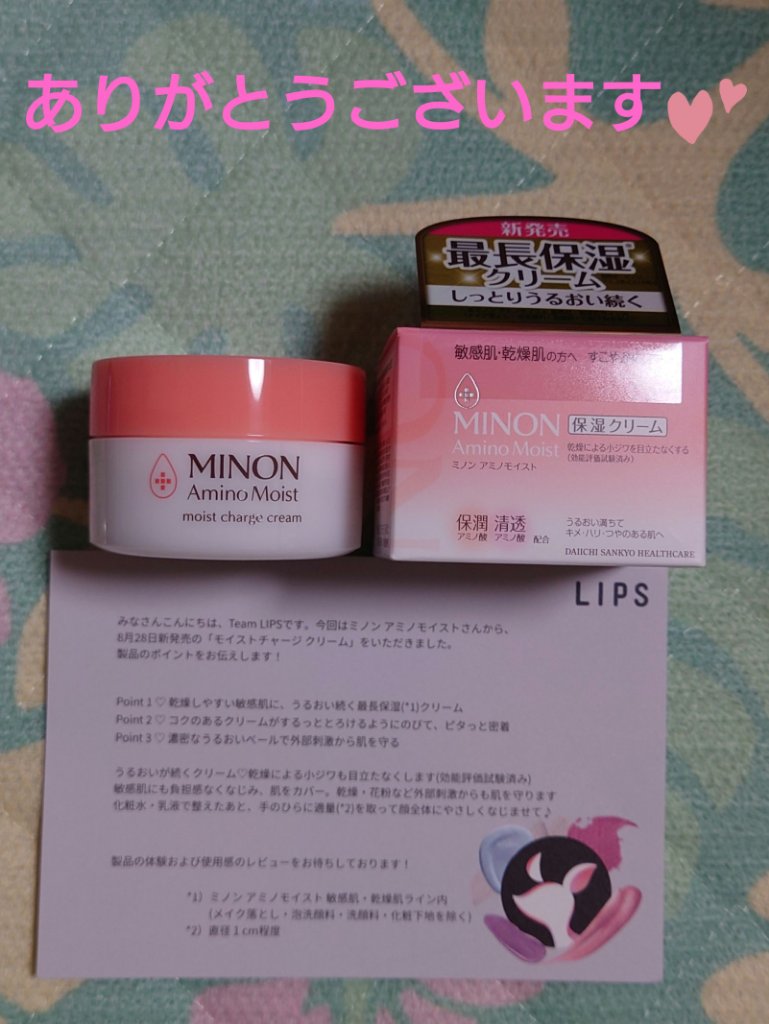 ありがとうございます
新発売
最長保湿
クリーム
しっとりうるおい続く
敏感肌・乾燥肌の方へ
MINON
Amino Moist
ミノン アミノモイスト
保湿クリーム
乾燥による小ジワを目立たなくする
(効能評価試験済み)
保潤 清透
アミノ酸 アミノ酸 配合
うるおい満ちて
キメ・ハリ・つやのある肌へ
DAIICHI SANKYO HEALTHCARE
MINON
Amino Moist
moist charge cream
LIPS
みなさんこんにちは、Team LIPSです。今回はミノン アミノモイストさんから、
8月28日新発売の「モイストチャージ クリーム」をいただきました。
製品のポイントをお伝えします！
Point 1♡ 乾燥しやすい敏感肌に、うるおい続く最長保湿(*1)クリーム
Point 2♡ コクのあるクリームがするっととろけるようにのびて、ピタっと密着
Point 3♡ 濃密なうるおいベールで外部刺激から肌を守る
うるおいが続くクリーム♡乾燥による小ジワも目立たなくします(効能評価試験済み)
敏感肌にも負担感なくなじみ、肌をカバー。乾燥・花粉など外部刺激からも肌を守ります
化粧水・乳液で整えたあと、手のひらに適量(*2)を取って顔全体にやさしくなじませて♪
製品の体験および使用感のレビューをお待ちしております！
*1）ミノン アミノモイスト 敏感肌・乾燥肌ライン内
(メイク落とし・泡洗顔料・洗顔料・化粧下地を除く)
*2）直径1cm程度